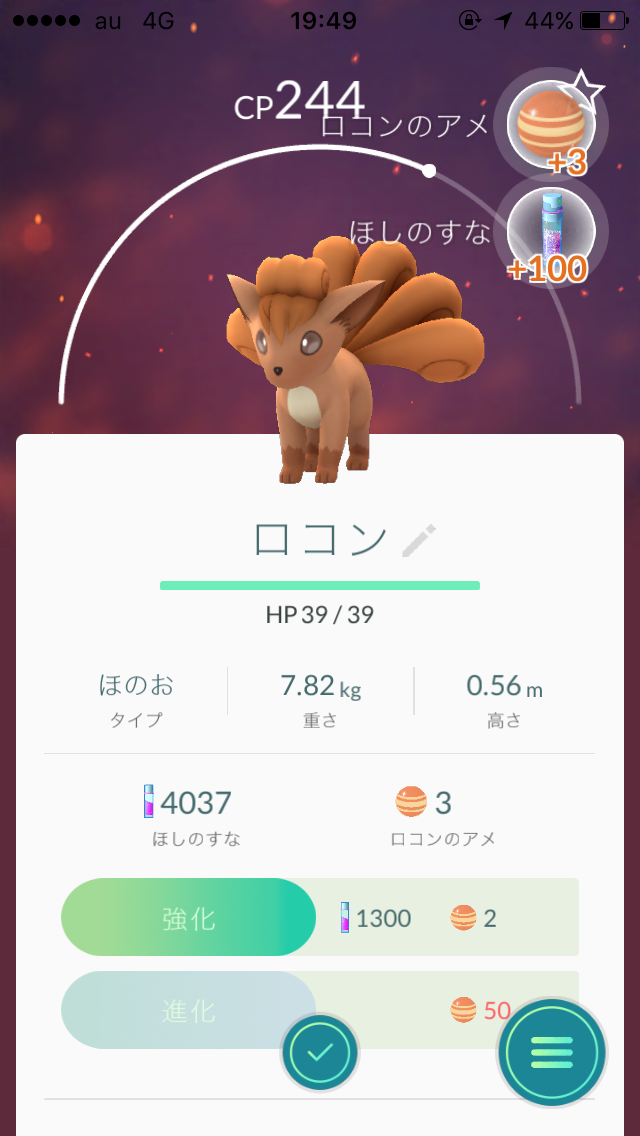 au 4G 19:49 44%
CP244
ロコンのアメ
+3
ほしのすな
+100
ロコン
HP 39 / 39
ほのお 7.82 kg 0.56 m
タイプ 重さ 高さ
4037 3
ほしのすな ロコンのアメ
強化 1300 2
進化 50